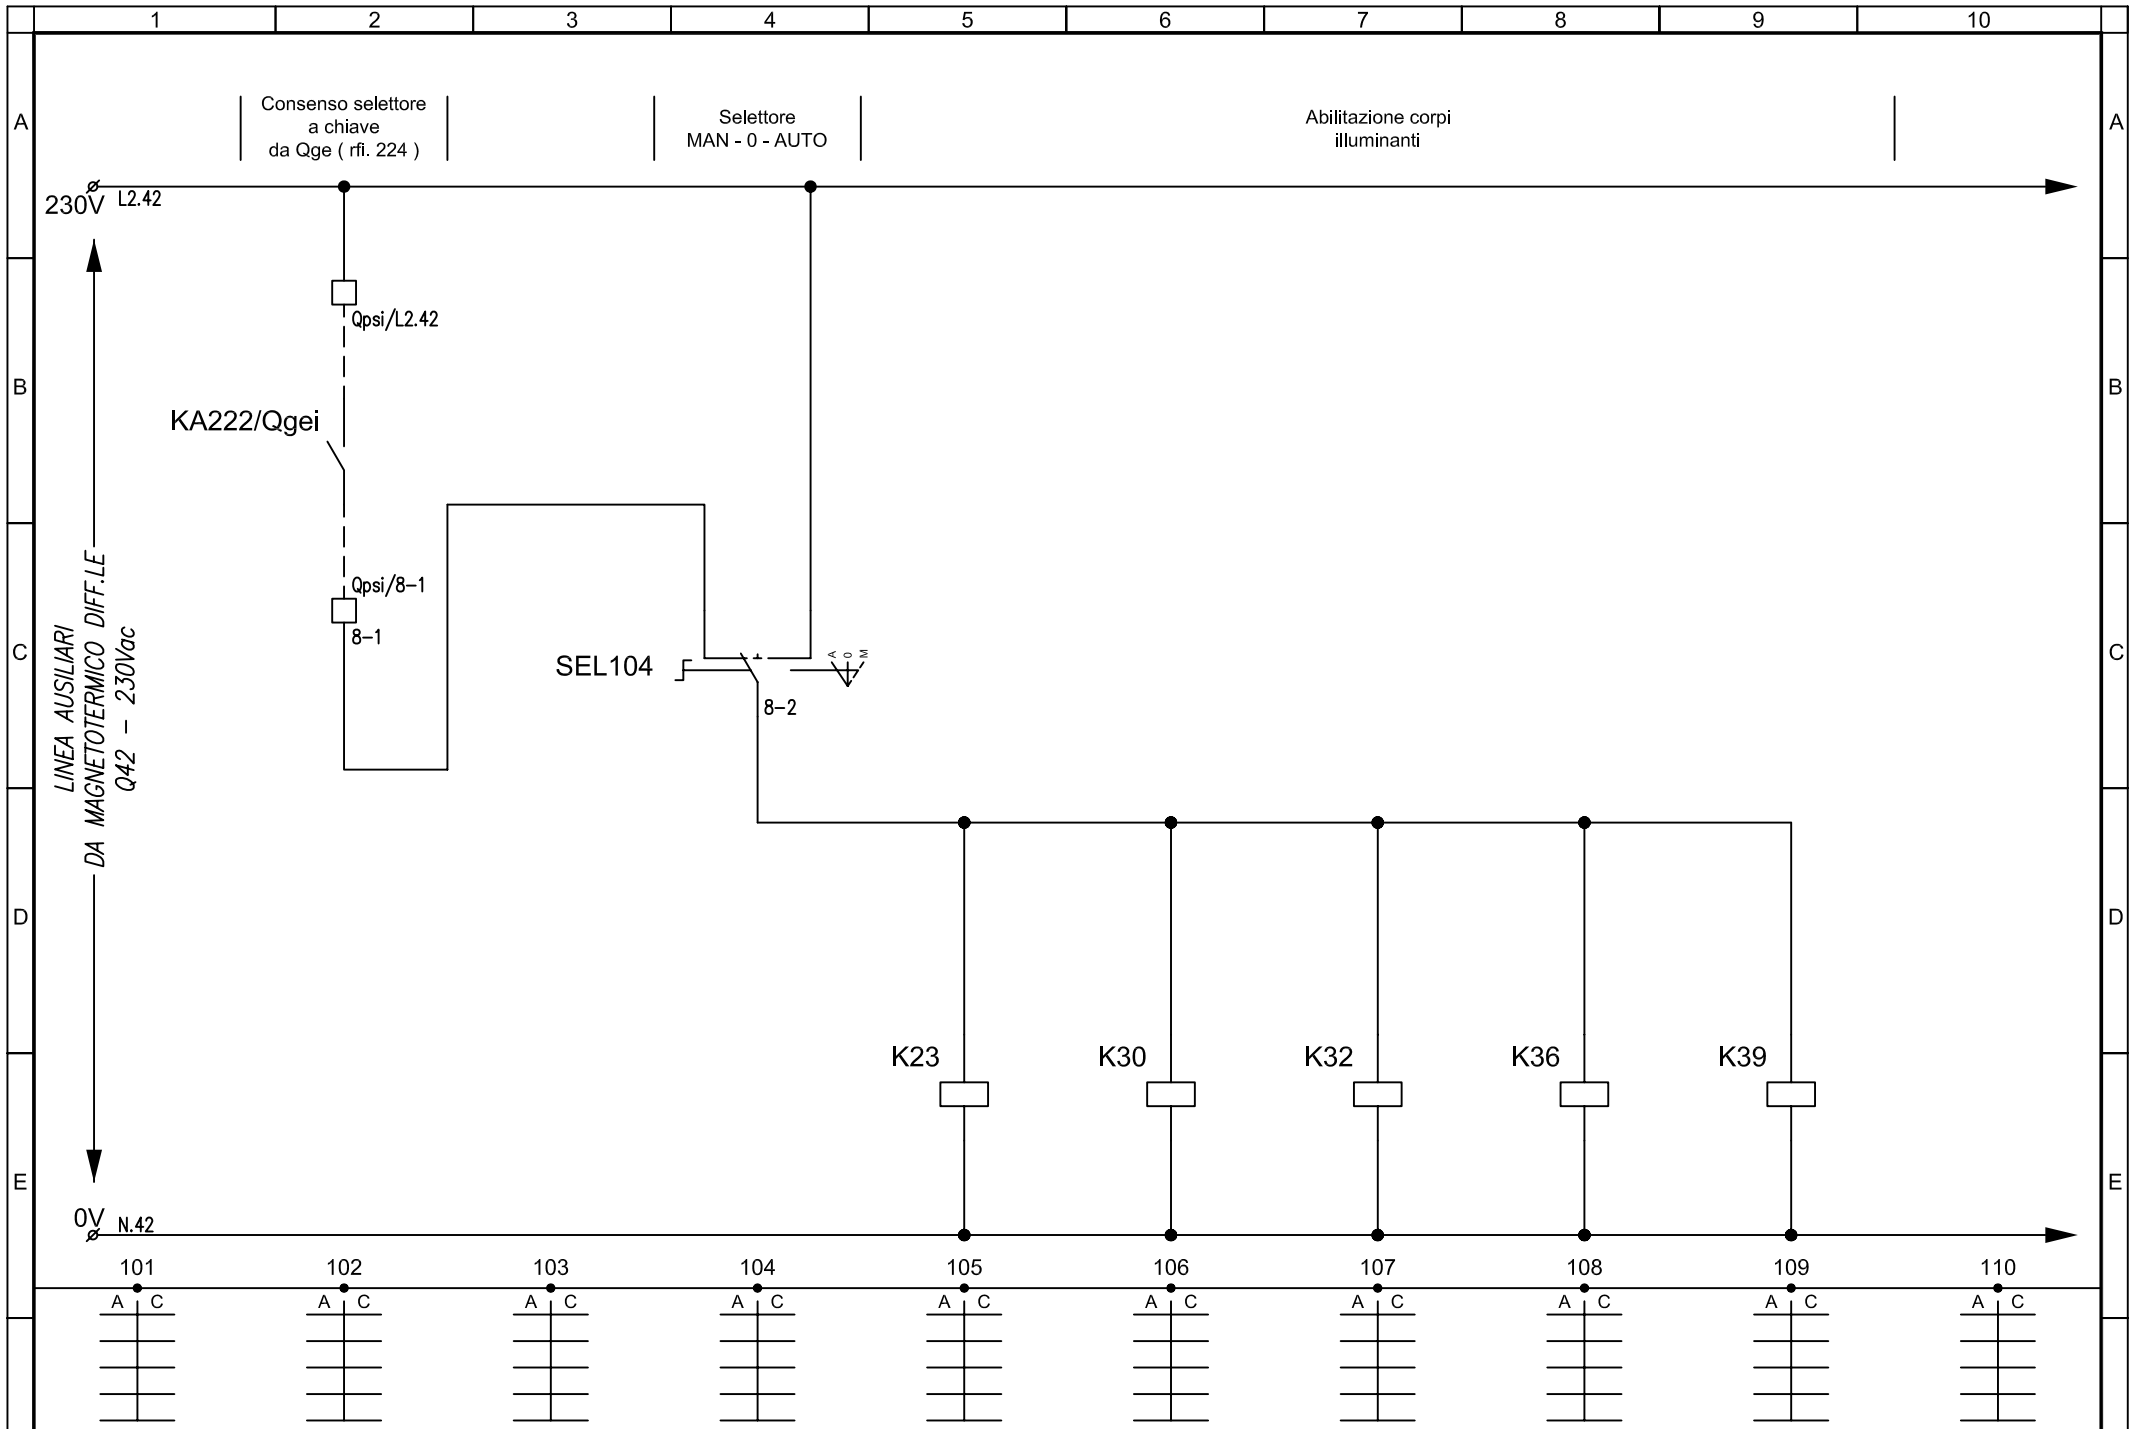 1 2 3 4 5 6 7 8 9 10
A
Consenso selettore
a chiave
da Qge ( rfi. 224 )
Selettore
MAN - 0 - AUTO
Abilitazione corpi
illuminanti
A
230V
L2.42
Qpsi/L2.42
B
KA222/Qgei
B
LINEA AUSILIARI
DA MAGNETOTERMICO DIFF.LE
Q42 - 230Vac
Qpsi/8-1
8-1
C
SEL104
A 0 M
8-2
C
D
D
K23 K30 K32 K36 K39
E
E
0V
N.42
101 102 103 104 105 106 107 108 109 110
A C A C A C A C A C A C A C A C A C A C